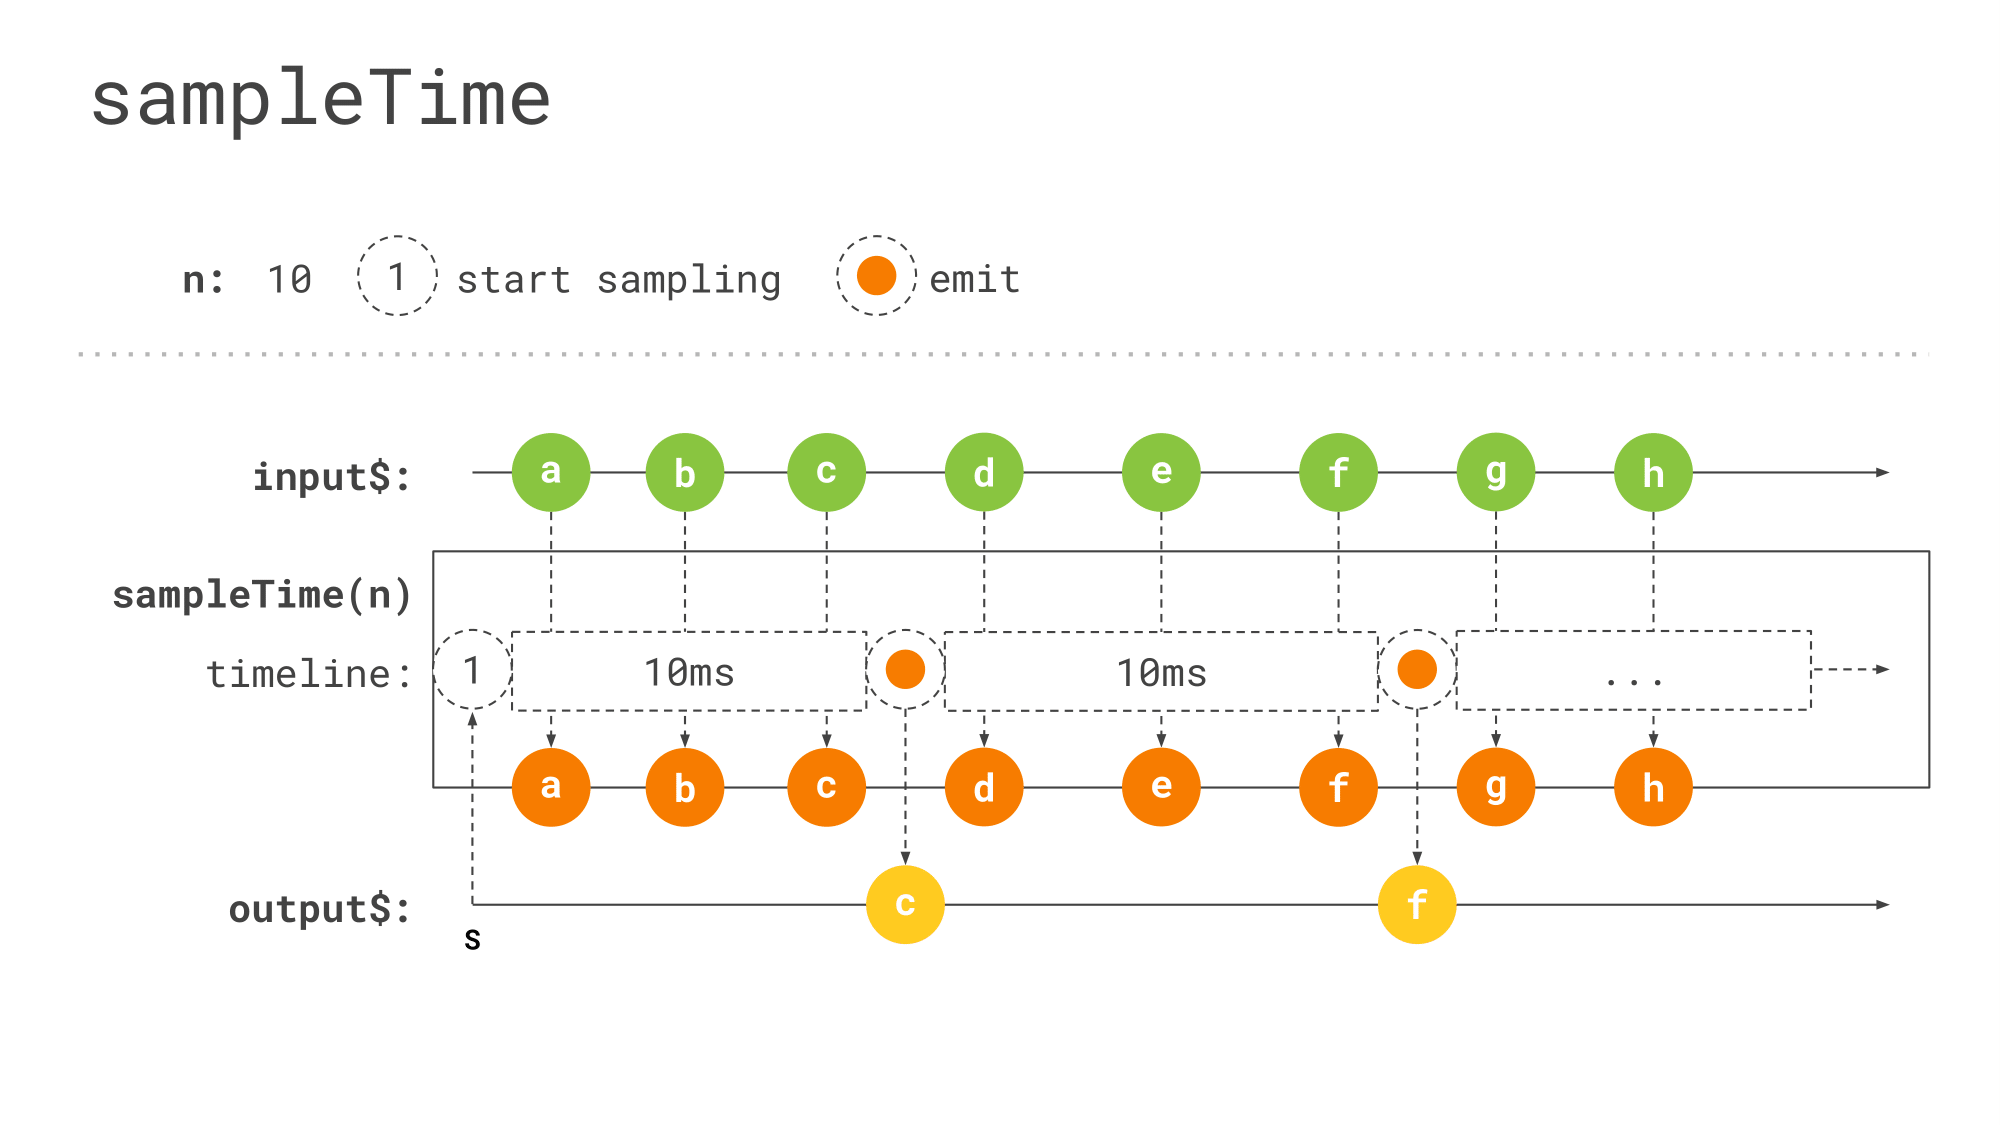 sampleTime
n: 10 1 start sampling emit
input$: a b c d e f g h
sampleTime(n)
timeline: 1 10ms 10ms ...
a b c d e f g h
output$: c f
s